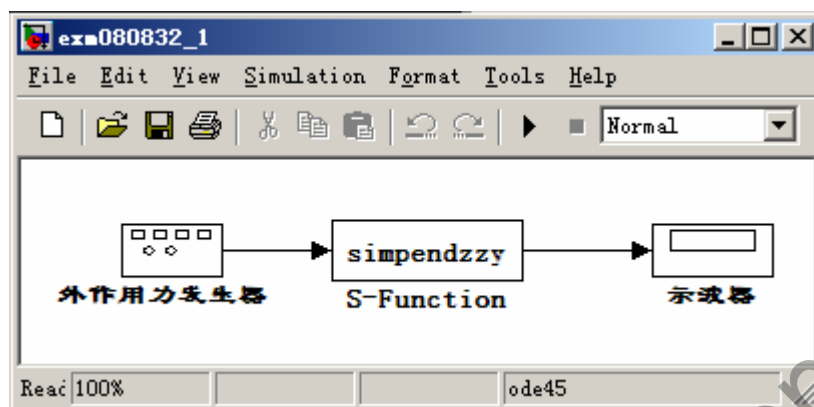 exm080832_1
File Edit View Simulation Format Tools Help
Normal
simpendzzy
外作用力发生器 S-Function 示波器
100% ode45